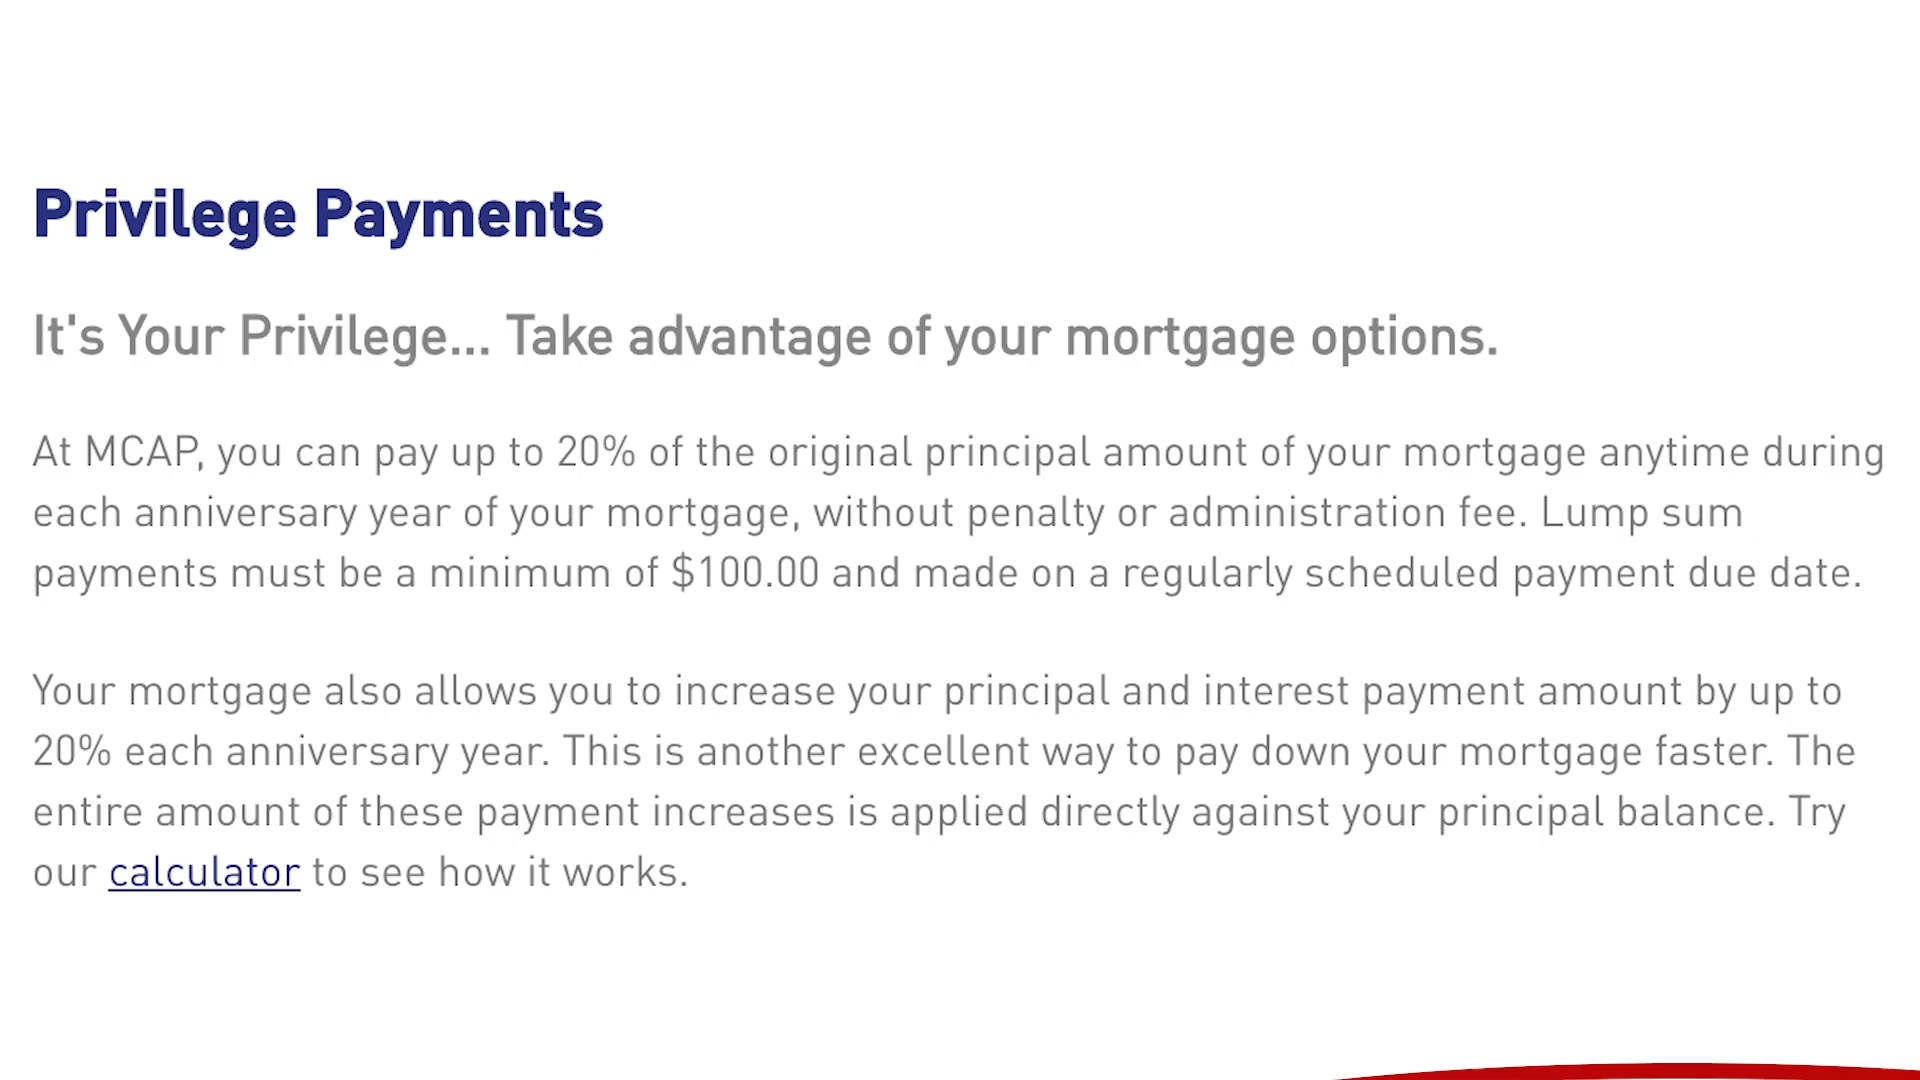 Privilege Payments
It's Your Privilege... Take advantage of your mortgage options.
At MCAP, you can pay up to 20% of the original principal amount of your mortgage anytime during
each anniversary year of your mortgage, without penalty or administration fee. Lump sum
payments must be a minimum of $100.00 and made on a regularly scheduled payment due date.
Your mortgage also allows you to increase your principal and interest payment amount by up to
20% each anniversary year. This is another excellent way to pay down your mortgage faster. The
entire amount of these payment increases is applied directly against your principal balance. Try
our calculator to see how it works.